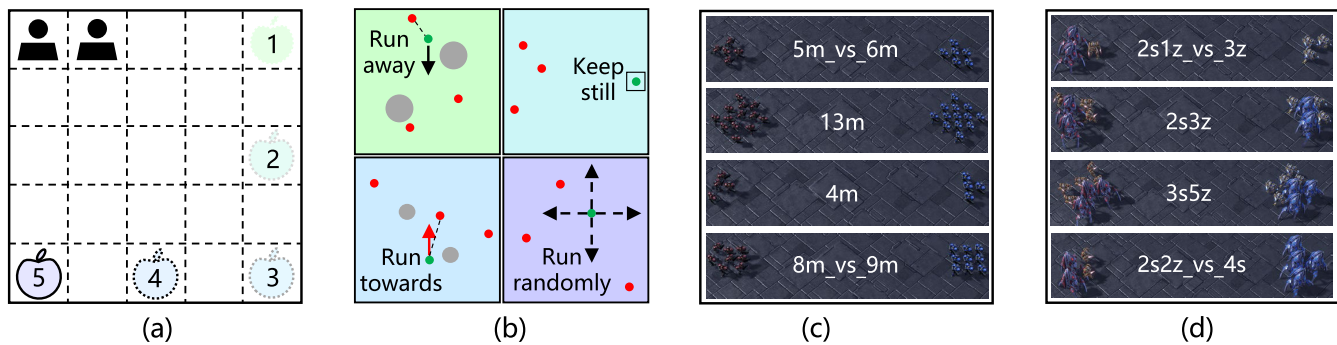 1
2
3
4
5
(a)
Run
away
Keep
still
Run
towards
Run
randomly
(b)
5m_vs_6m
13m
4m
8m_vs_9m
(c)
2s1z_vs_3z
2s3z
3s5z
2s2z_vs_4s
(d)